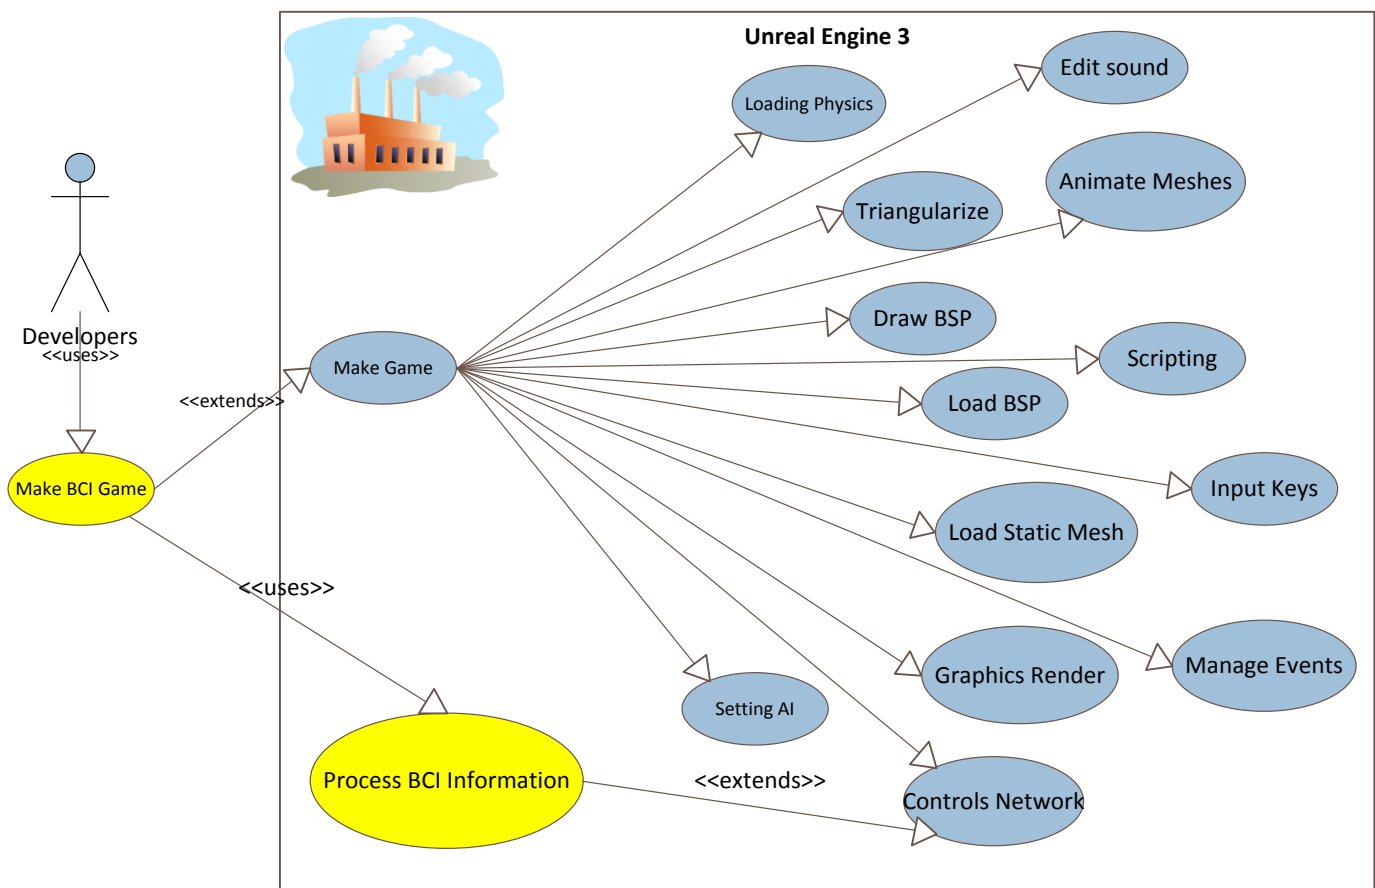 Unreal Engine 3
Edit sound
Loading Physics
Animate Meshes
Triangularize
Draw BSP
Developers
<<uses>>
Scripting
Make Game
<<extends>>
Load BSP
Make BCI Game
Input Keys
Load Static Mesh
<<uses>>
Manage Events
Graphics Render
Setting AI
Process BCI Information
<<extends>>
Controls Network